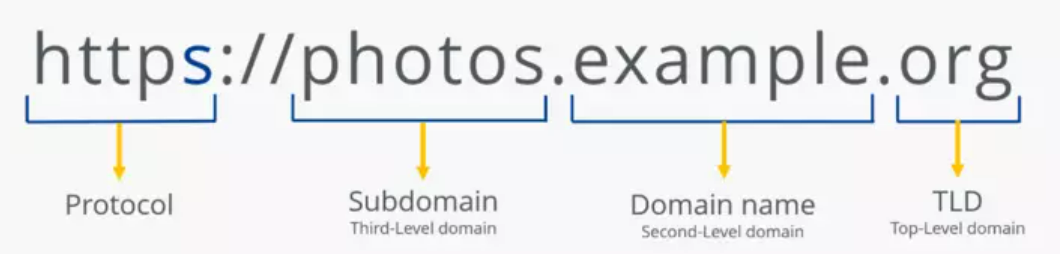 https://photos.example.org
Protocol
Subdomain
Third-Level domain
Domain name
Second-Level domain
TLD
Top-Level domain